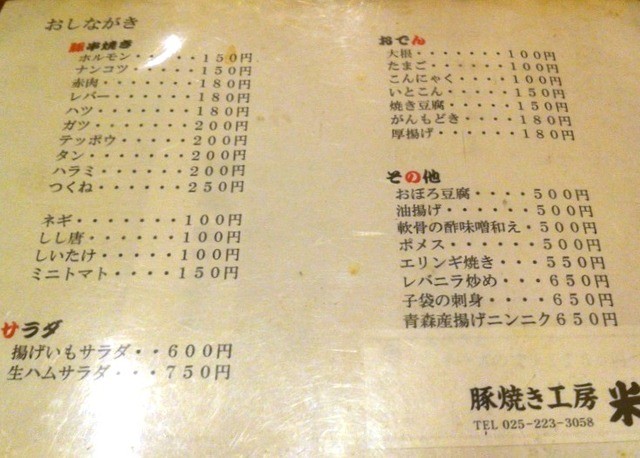 おしながき
豚串焼き
ホルモン・・・・・・150円
ナンコツ・・・・・・150円
赤肉・・・・・・・・180円
レバー・・・・・・・180円
ハツ・・・・・・・・180円
ガツ・・・・・・・・200円
テッポウ・・・・・・200円
タン・・・・・・・・200円
ハラミ・・・・・・・200円
つくね・・・・・・・250円
ネギ・・・・・・・100円
しし唐・・・・・・100円
しいたけ・・・・・100円
ミニトマト・・・・150円
サラダ
揚げいもサラダ・・600円
生ハムサラダ・・・750円
おでん
大根・・・・・・・100円
たまご・・・・・・100円
こんにゃく・・・・100円
いとこん・・・・・150円
焼き豆腐・・・・・150円
がんもどき・・・・180円
厚揚げ・・・・・・180円
その他
おぼろ豆腐・・・・500円
油揚げ・・・・・・500円
軟骨の酢味噌和え・500円
ポメス・・・・・・500円
エリンギ焼き・・・550円
レバニラ炒め・・・650円
子袋の刺身・・・・650円
青森産揚げニンニク650円
豚焼き工房 米
TEL 025-223-3058